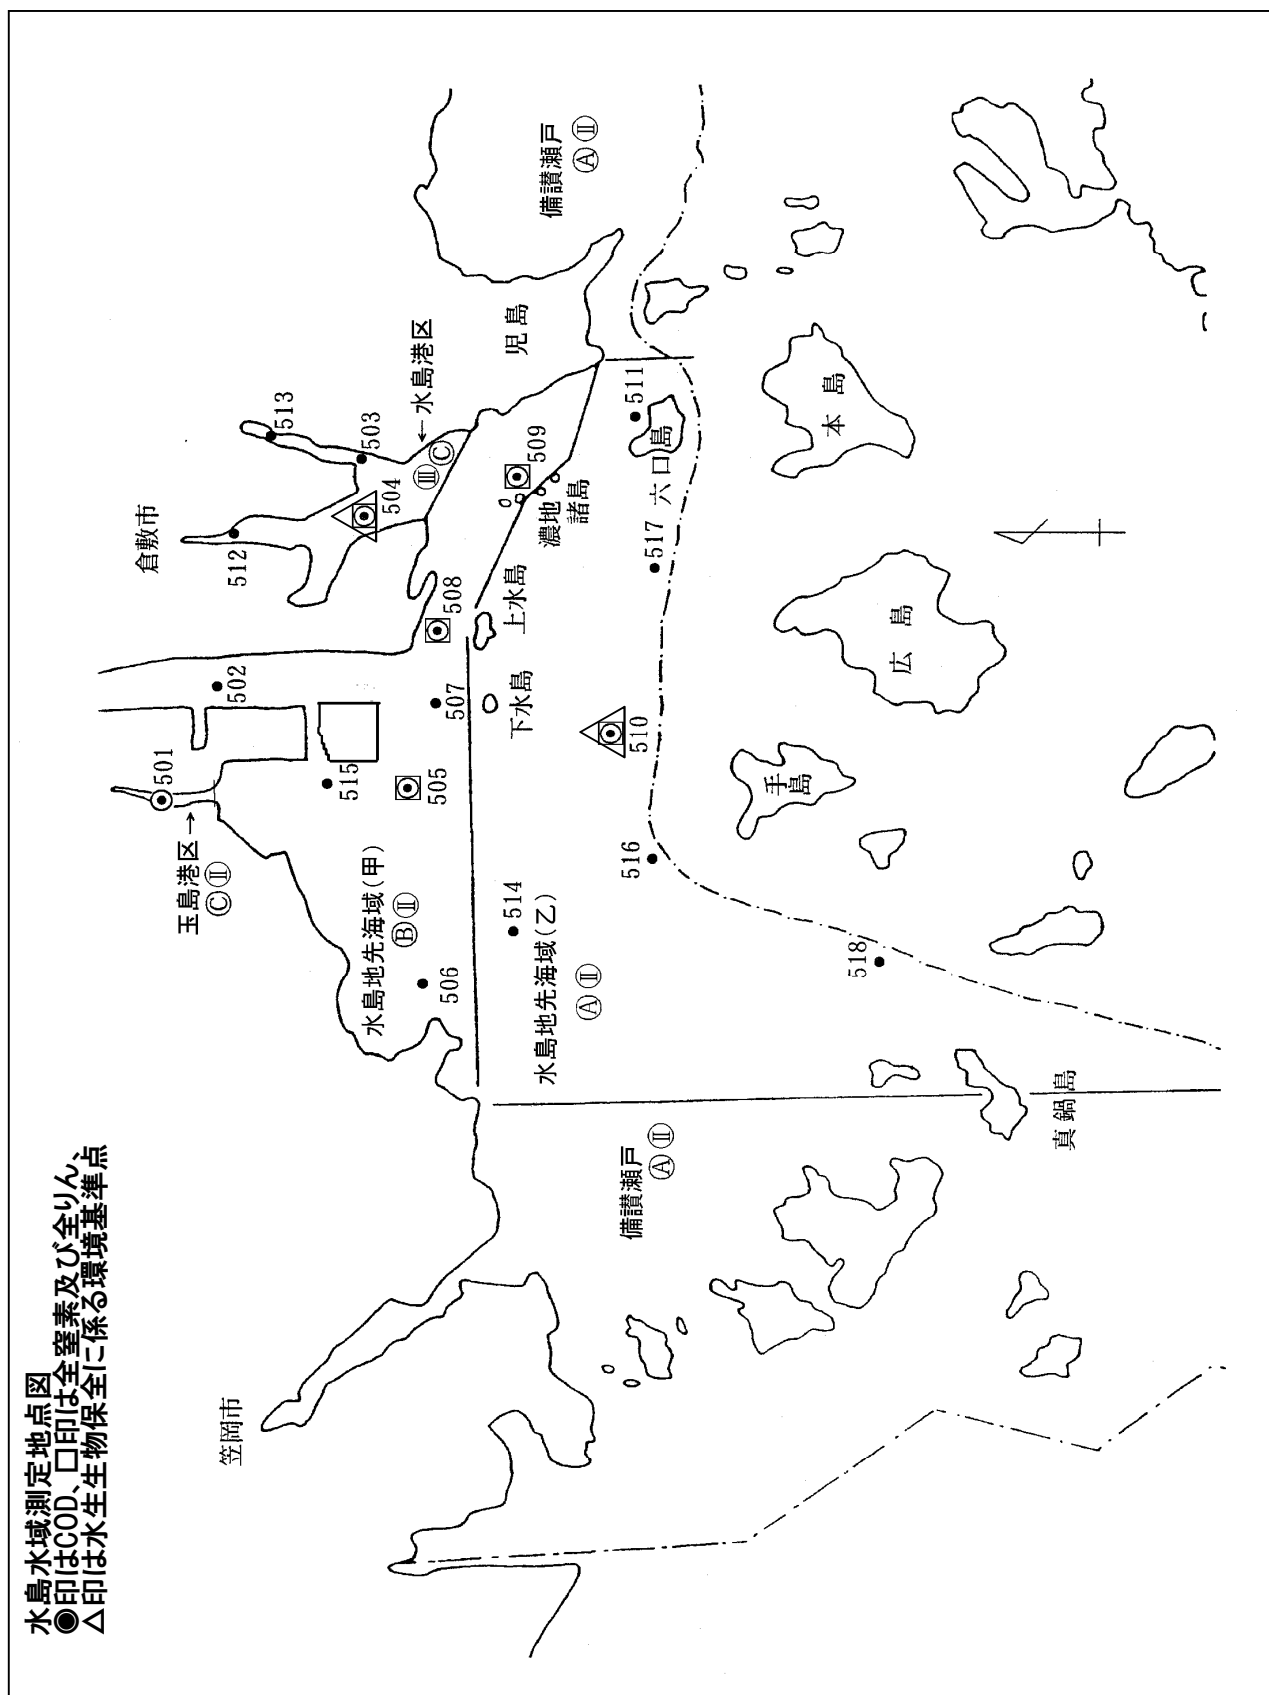 水島水域測定地点図
◉印はCOD、□印は全窒素及び全りん、
△印は水生生物保全に係る環境基準点
笠岡市
倉敷市
玉島港区→
Ⓒ Ⅱ
501
502
512
513
503
504
←水島港区
Ⅲ Ⓒ
児島
備讃瀬戸
Ⓐ Ⅱ
水島地先海域(甲)
Ⓑ Ⅱ
515
505
506
507
508
509
濃地
諸島
上水島
下水島
水島地先海域(乙)
Ⓐ Ⅱ
514
510
511
六口島
517
516
518
備讃瀬戸
Ⓐ Ⅱ
真鍋島
手島
広島
本島